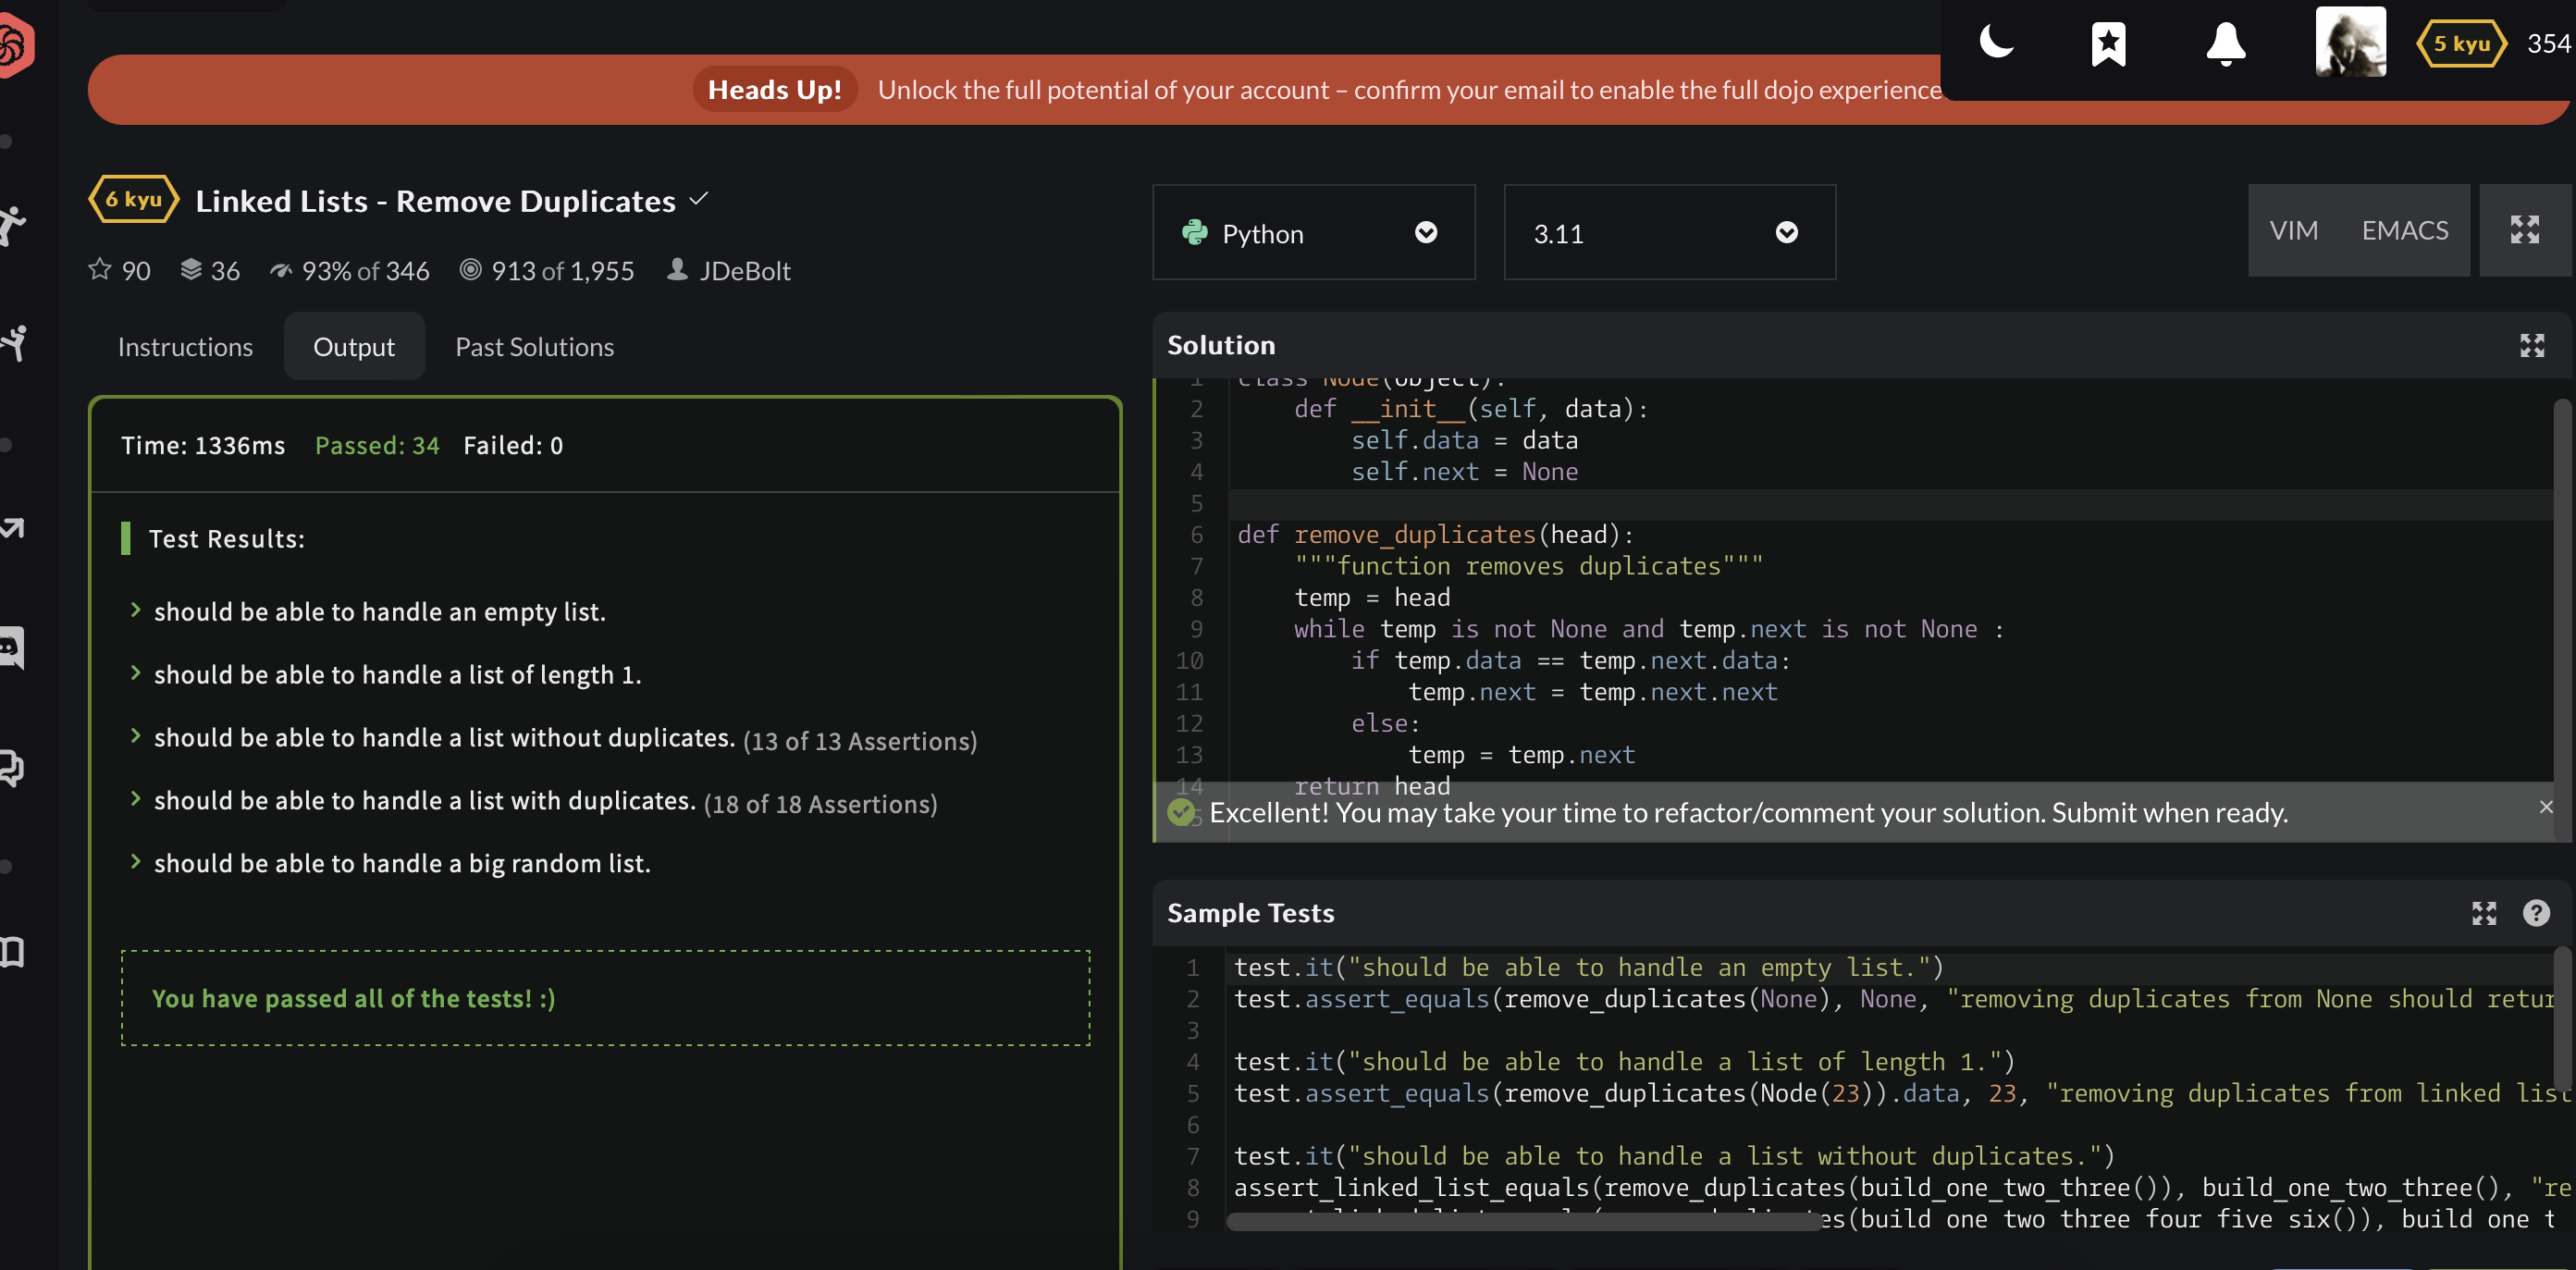 Heads Up! Unlock the full potential of your account – confirm your email to enable the full dojo experience
5 kyu 354
6 kyu Linked Lists - Remove Duplicates
90 36 93% of 346 913 of 1,955 JDeBolt
Instructions Output Past Solutions
Time: 1336ms Passed: 34 Failed: 0
Test Results:
should be able to handle an empty list.
should be able to handle a list of length 1.
should be able to handle a list without duplicates. (13 of 13 Assertions)
should be able to handle a list with duplicates. (18 of 18 Assertions)
should be able to handle a big random list.
You have passed all of the tests! :)
Python 3.11 VIM EMACS
Solution
1 class Node(object):
2 def __init__(self, data):
3 self.data = data
4 self.next = None
5
6 def remove_duplicates(head):
7 """function removes duplicates"""
8 temp = head
9 while temp is not None and temp.next is not None :
10 if temp.data == temp.next.data:
11 temp.next = temp.next.next
12 else:
13 temp = temp.next
14 return head
Excellent! You may take your time to refactor/comment your solution. Submit when ready.
Sample Tests
1 test.it("should be able to handle an empty list.")
2 test.assert_equals(remove_duplicates(None), None, "removing duplicates from None should retur
3
4 test.it("should be able to handle a list of length 1.")
5 test.assert_equals(remove_duplicates(Node(23)).data, 23, "removing duplicates from linked list
6
7 test.it("should be able to handle a list without duplicates.")
8 assert_linked_list_equals(remove_duplicates(build_one_two_three()), build_one_two_three(), "re
9 es(build_one_two_three_four_five_six()), build_one_t